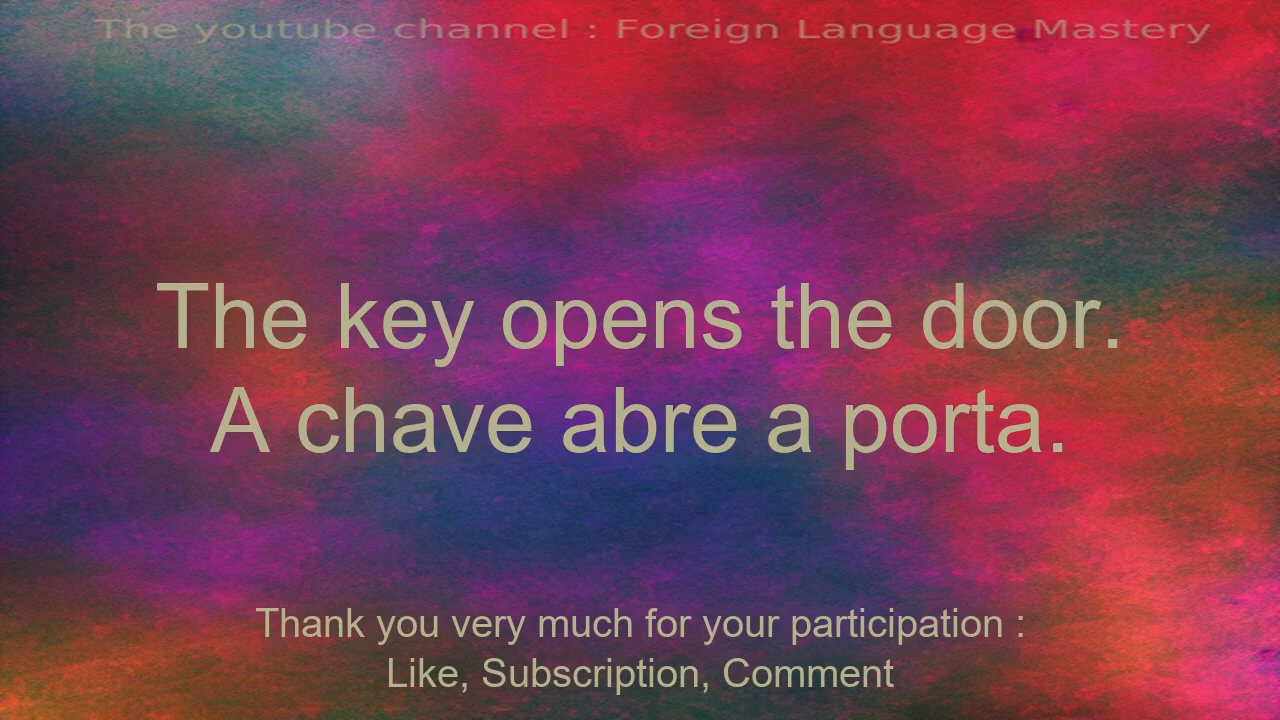 The youtube channel : Foreign Language Mastery
The key opens the door.
A chave abre a porta.
Thank you very much for your participation :
Like, Subscription, Comment